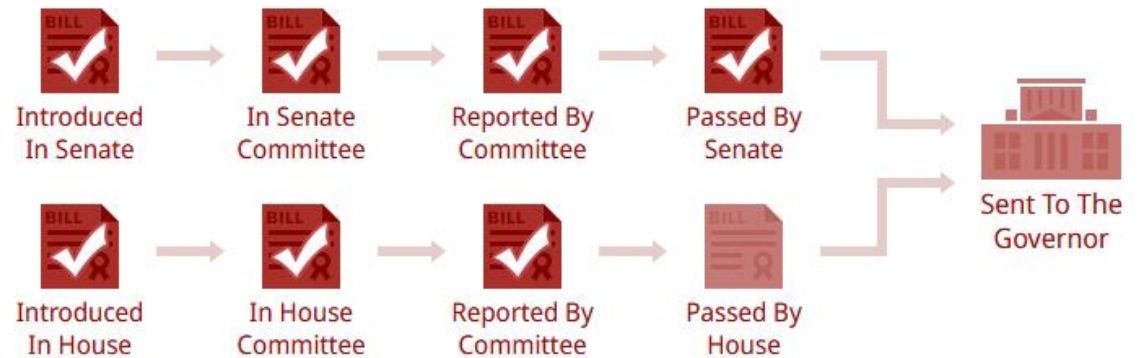 BILL
BILL
BILL
BILL
Introduced
In Senate
In Senate
Committee
Reported By
Committee
Passed By
Senate
Sent To The
Governor
BILL
BILL
BILL
BILL
Introduced
In House
In House
Committee
Reported By
Committee
Passed By
House